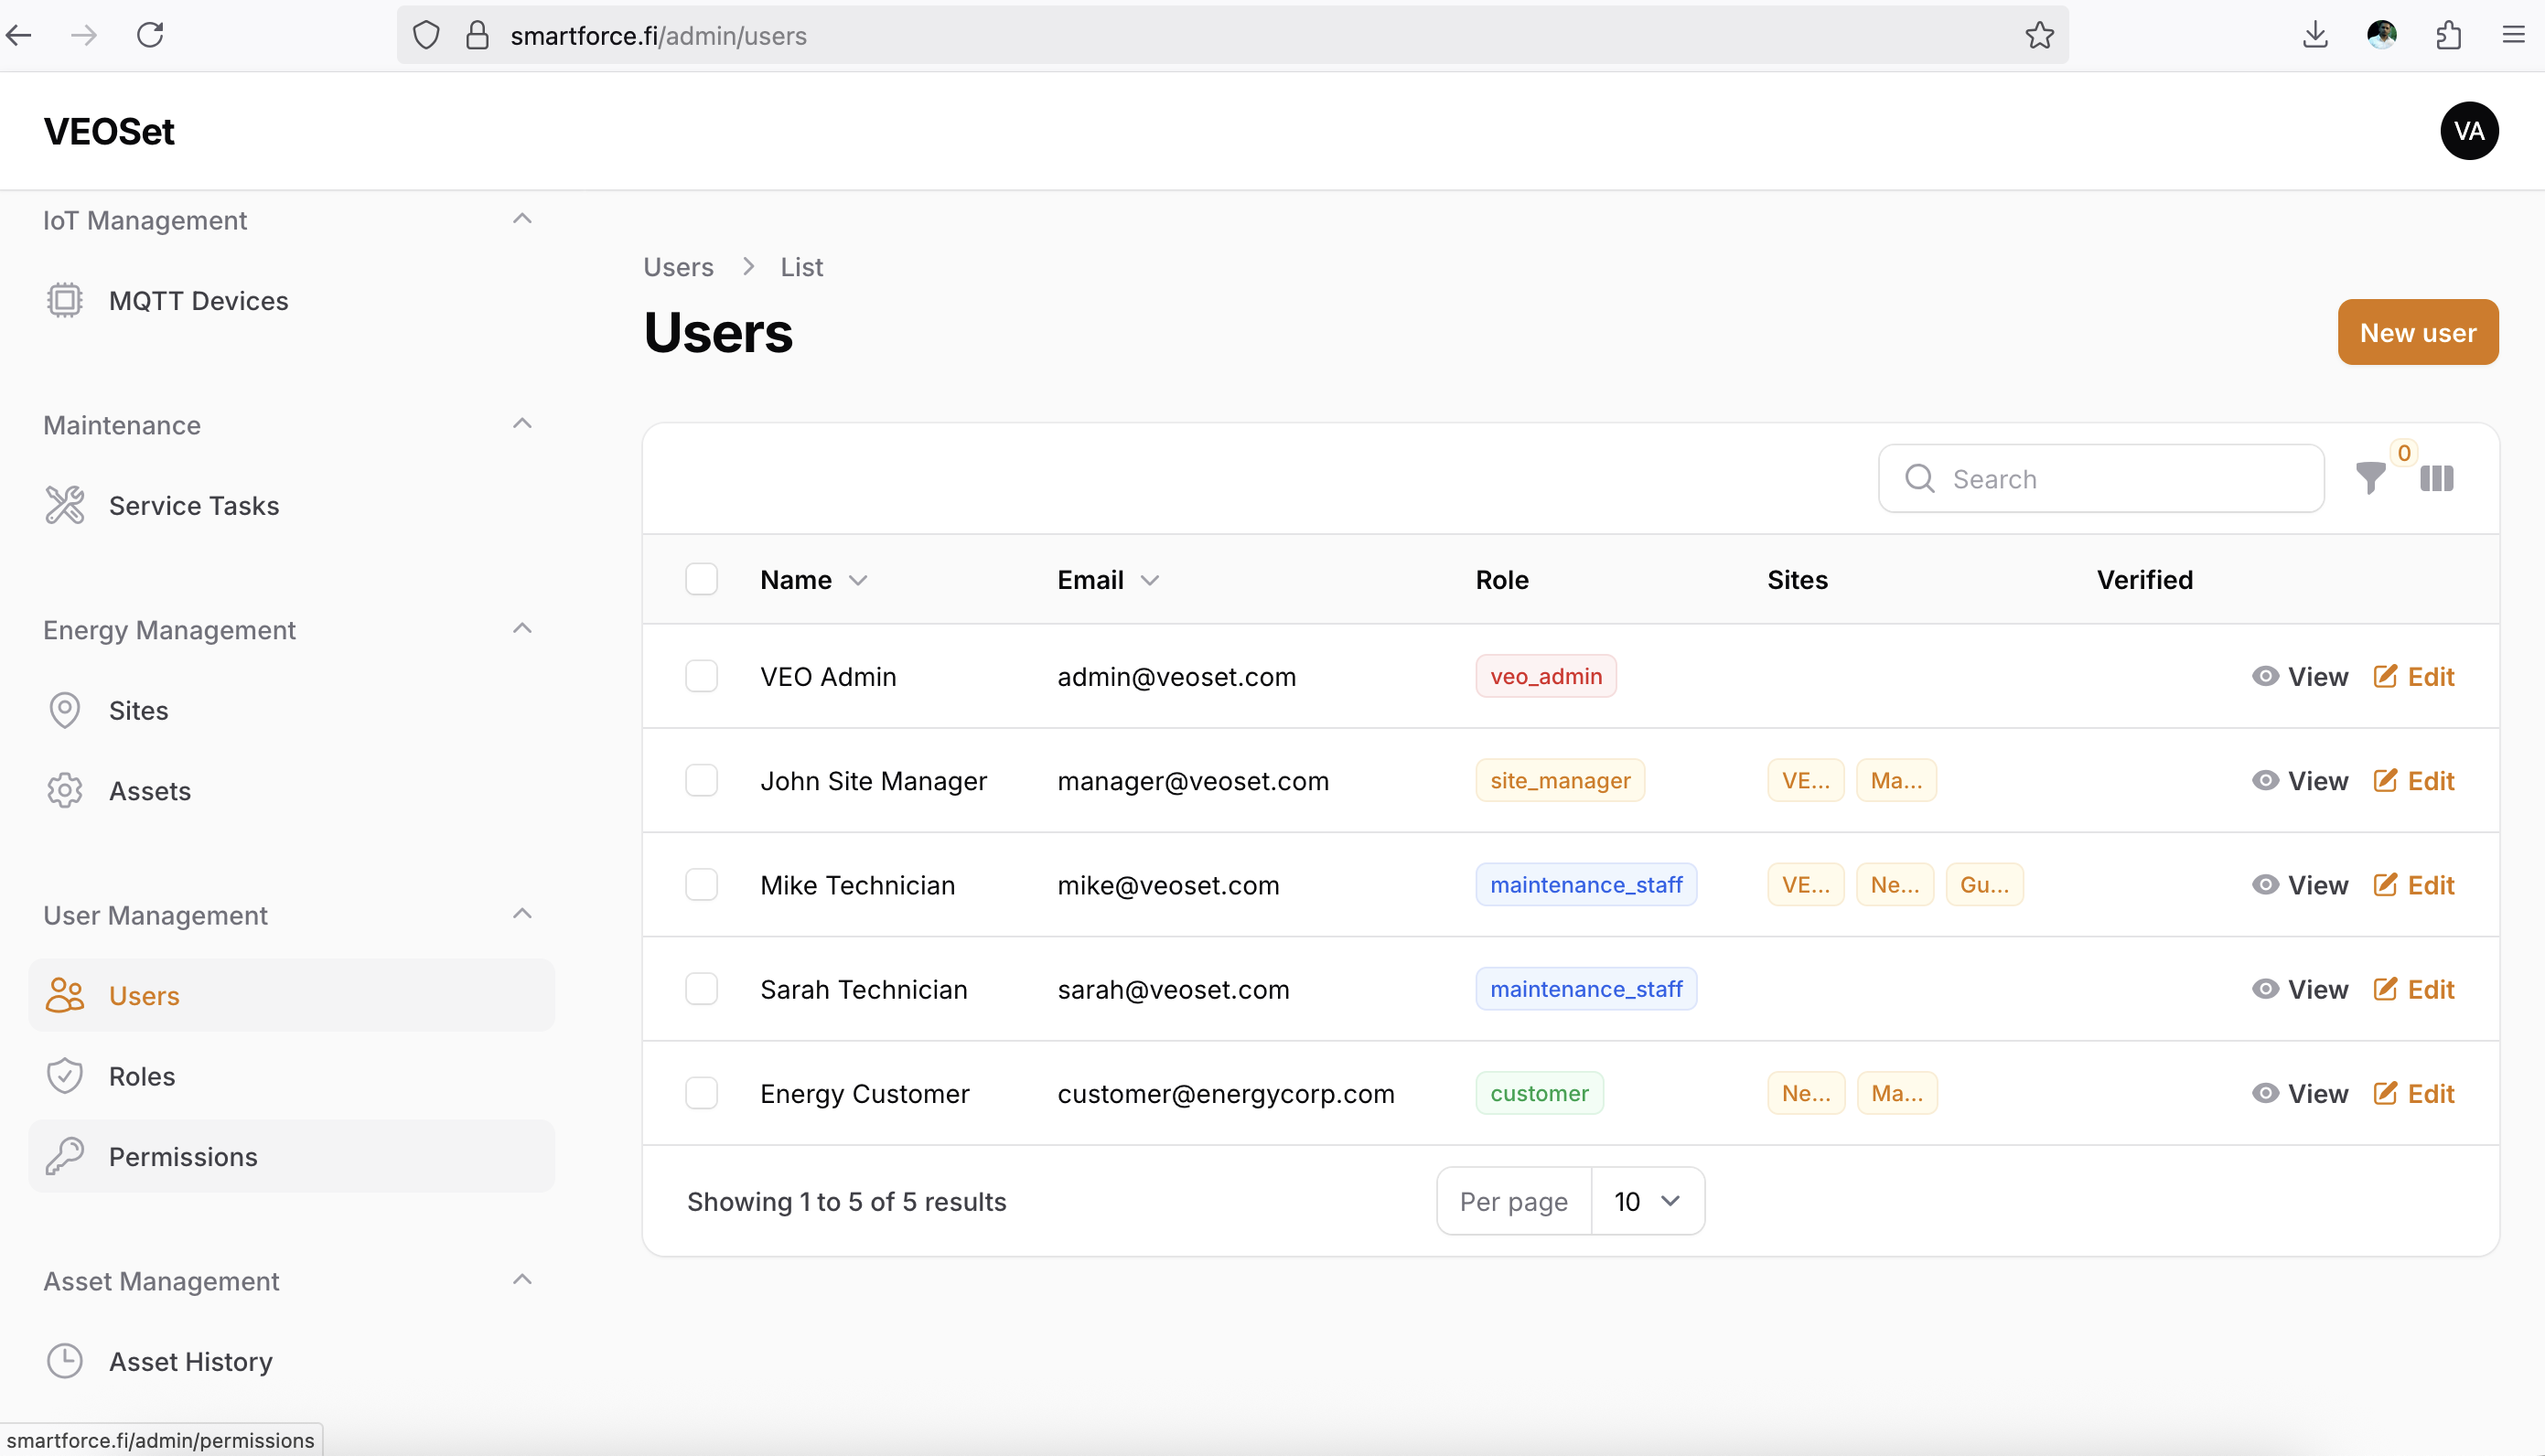 smartforce.fi/admin/users
VEOSet
VA
IoT Management
MQTT Devices
Maintenance
Service Tasks
Energy Management
Sites
Assets
User Management
Users
Roles
Permissions
Asset Management
Asset History
Users > List
Users
New user
Search
0
Name Email Role Sites Verified
VEO Admin admin@veoset.com veo_admin View Edit
John Site Manager manager@veoset.com site_manager VE... Ma... View Edit
Mike Technician mike@veoset.com maintenance_staff VE... Ne... Gu... View Edit
Sarah Technician sarah@veoset.com maintenance_staff View Edit
Energy Customer customer@energycorp.com customer Ne... Ma... View Edit
Showing 1 to 5 of 5 results
Per page 10
smartforce.fi/admin/permissions